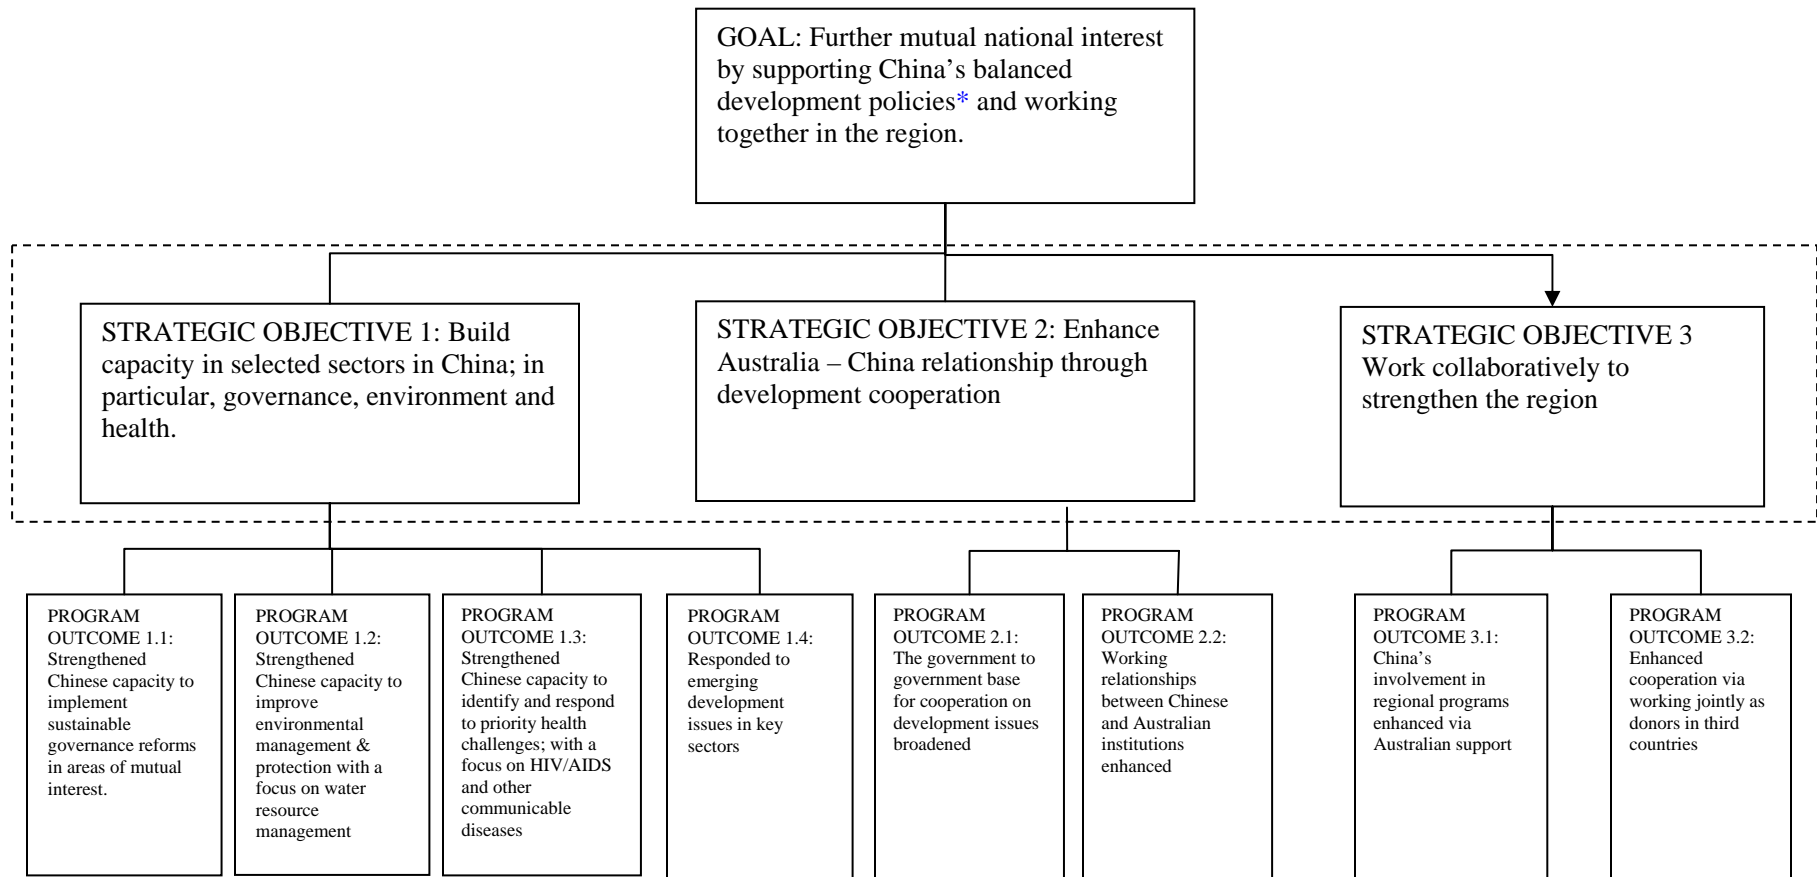 GOAL: Further mutual national interest
by supporting China’s balanced
development policies* and working
together in the region.
STRATEGIC OBJECTIVE 1: Build
capacity in selected sectors in China; in
particular, governance, environment and
health.
STRATEGIC OBJECTIVE 2: Enhance
Australia – China relationship through
development cooperation
STRATEGIC OBJECTIVE 3
Work collaboratively to
strengthen the region
PROGRAM
OUTCOME 1.1:
Strengthened
Chinese capacity to
implement
sustainable
governance reforms
in areas of mutual
interest.
PROGRAM
OUTCOME 1.2:
Strengthened
Chinese capacity to
improve
environmental
management &
protection with a
focus on water
resource
management
PROGRAM
OUTCOME 1.3:
Strengthened
Chinese capacity to
identify and respond
to priority health
challenges; with a
focus on HIV/AIDS
and other
communicable
diseases
PROGRAM
OUTCOME 1.4:
Responded to
emerging
development
issues in key
sectors
PROGRAM
OUTCOME 2.1:
The government to
government base
for cooperation on
development issues
broadened
PROGRAM
OUTCOME 2.2:
Working
relationships
between Chinese
and Australian
institutions
enhanced
PROGRAM
OUTCOME 3.1:
China’s
involvement in
regional programs
enhanced via
Australian support
PROGRAM
OUTCOME 3.2:
Enhanced
cooperation via
working jointly as
donors in third
countries